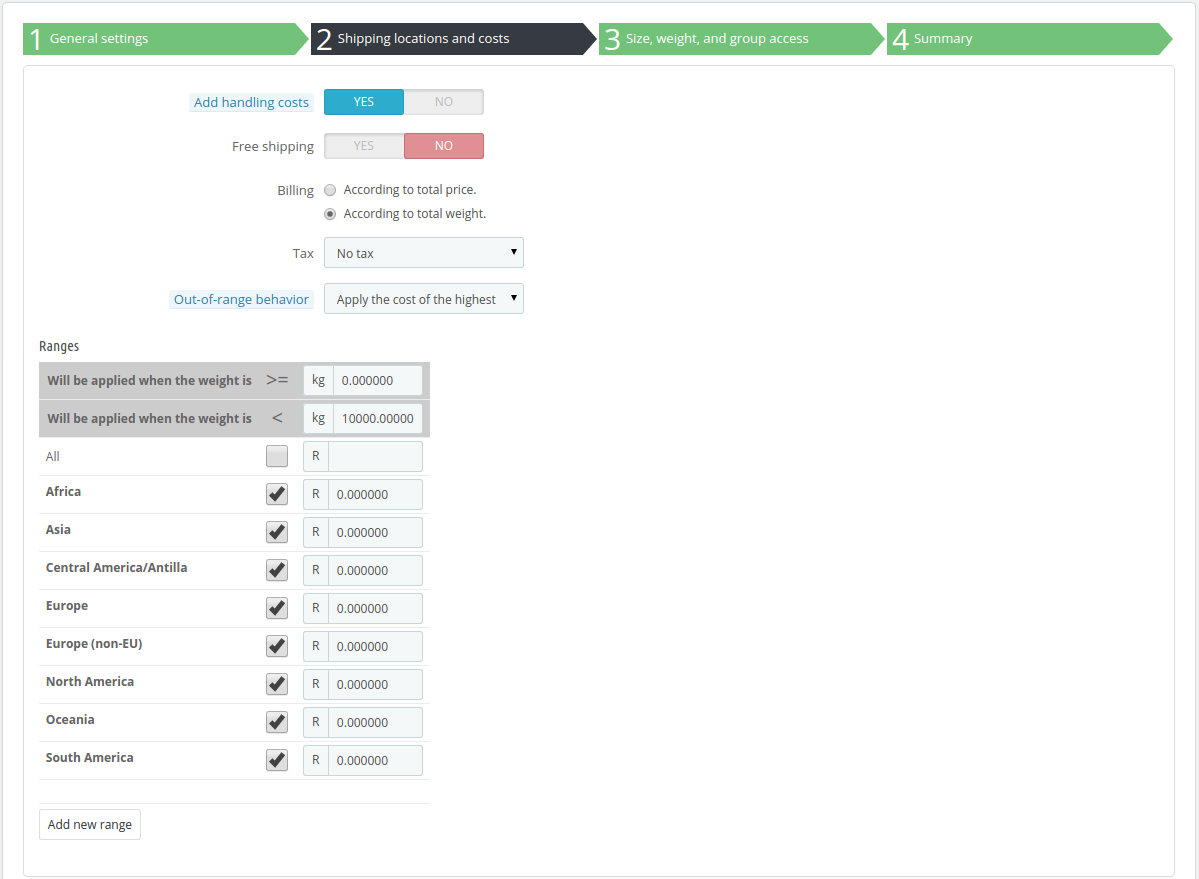 1 General settings
2 Shipping locations and costs
3 Size, weight, and group access
4 Summary
Add handling costs YES NO
Free shipping YES NO
Billing According to total price.
According to total weight.
Tax No tax
Out-of-range behavior Apply the cost of the highest
Ranges
Will be applied when the weight is >= kg 0.000000
Will be applied when the weight is < kg 10000.00000
All R
Africa R 0.000000
Asia R 0.000000
Central America/Antilla R 0.000000
Europe R 0.000000
Europe (non-EU) R 0.000000
North America R 0.000000
Oceania R 0.000000
South America R 0.000000
Add new range